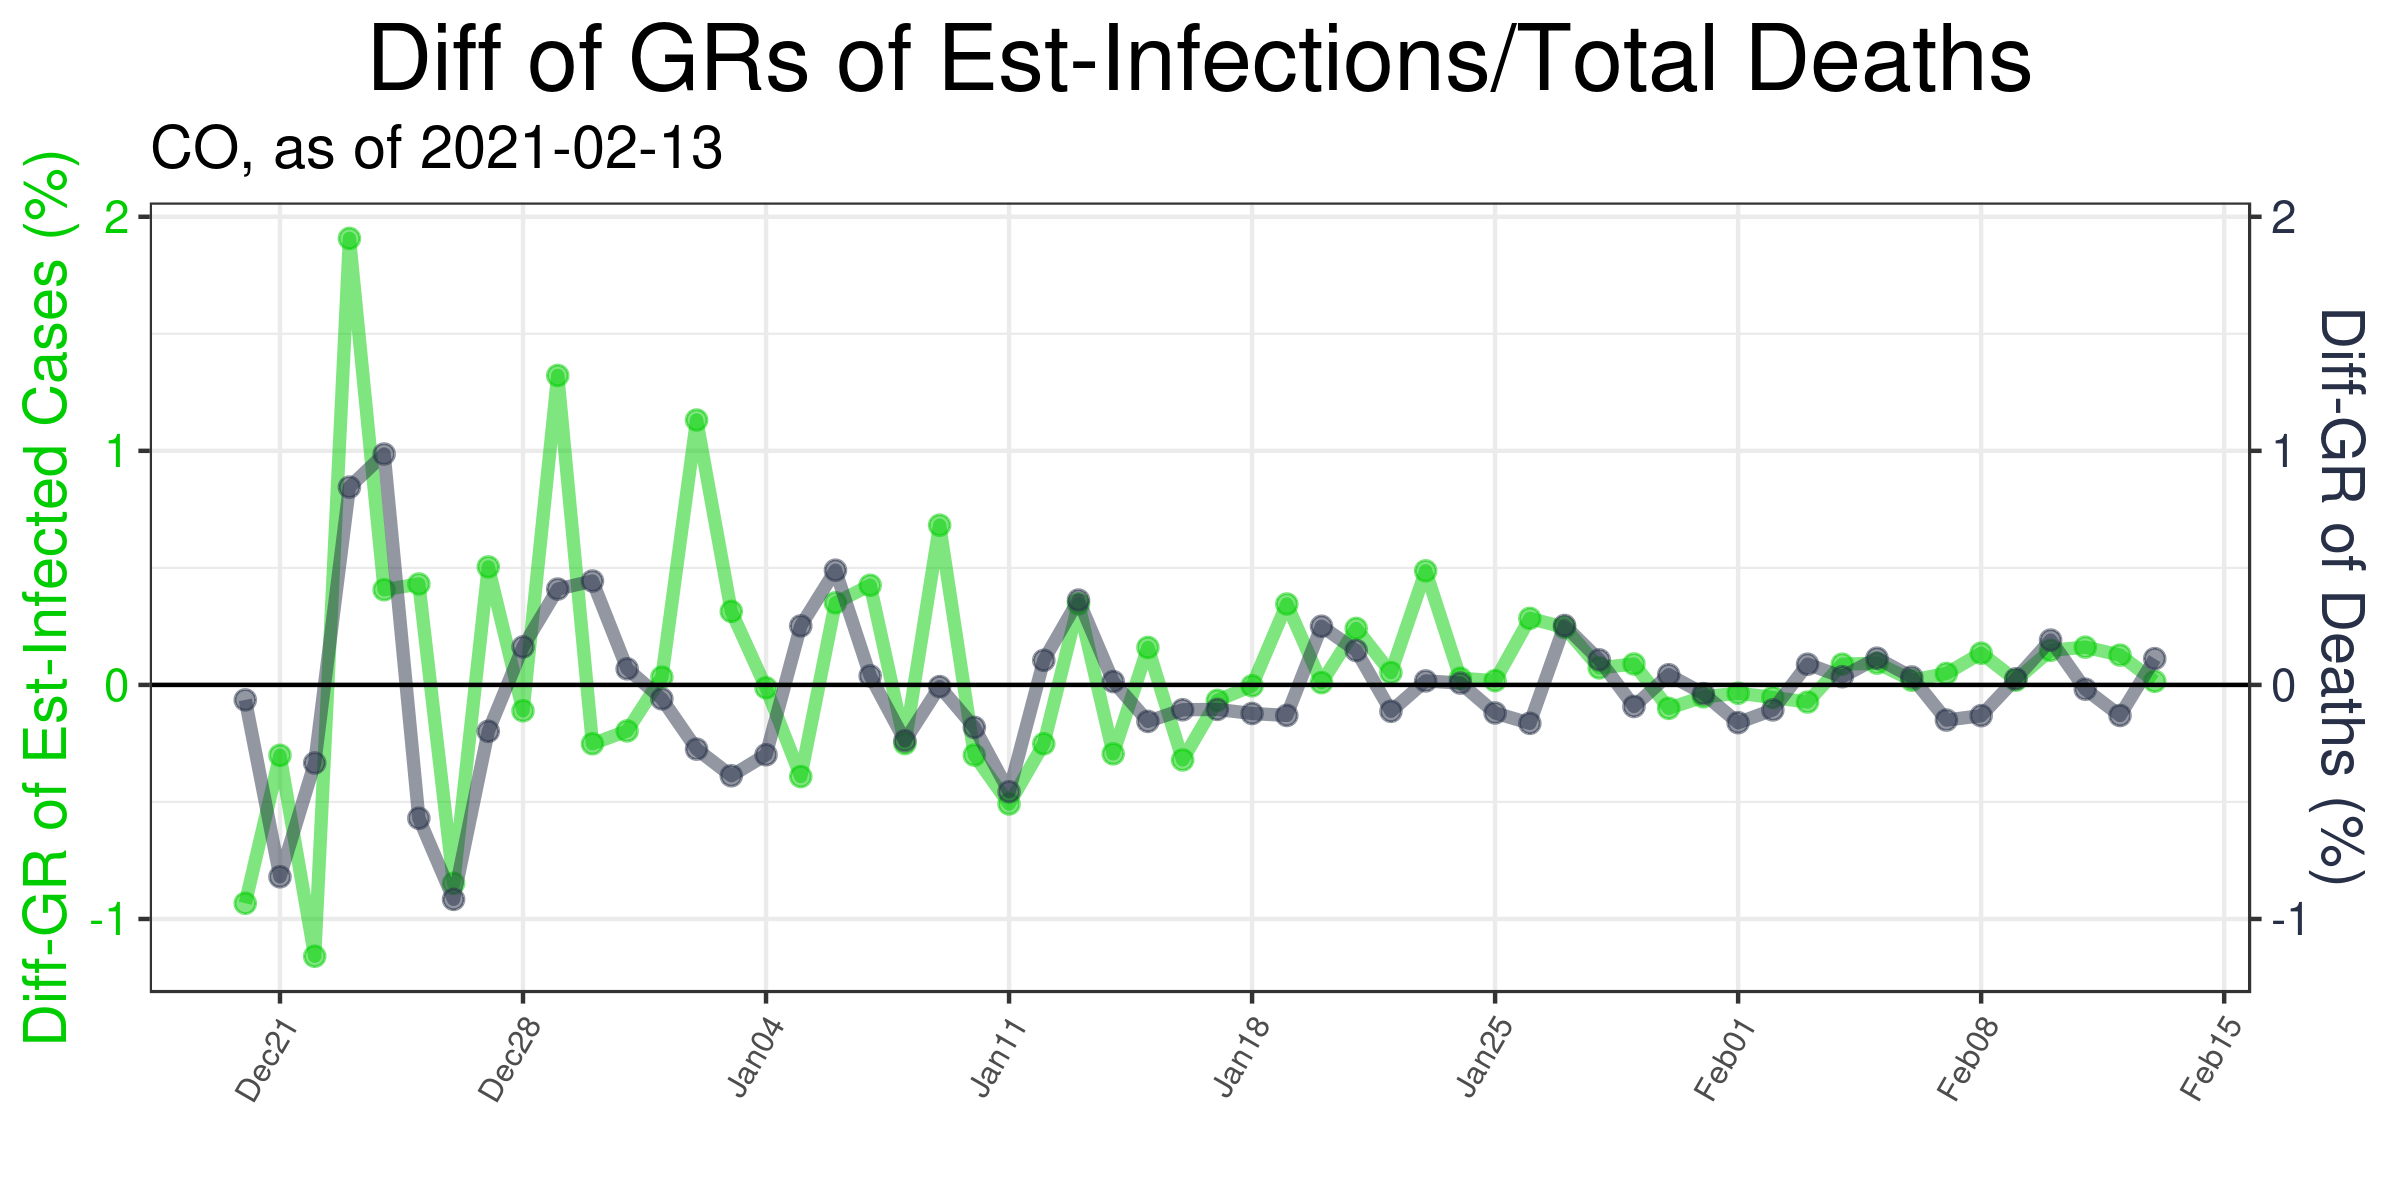 Diff of GRs of Est-Infections/Total Deaths
CO, as of 2021-02-13
Diff-GR of Est-Infected Cases (%)
2
1
0
-1
2
1
0
-1
Diff-GR of Deaths (%)
Dec21
Dec28
Jan04
Jan11
Jan18
Jan25
Feb01
Feb08
Feb15